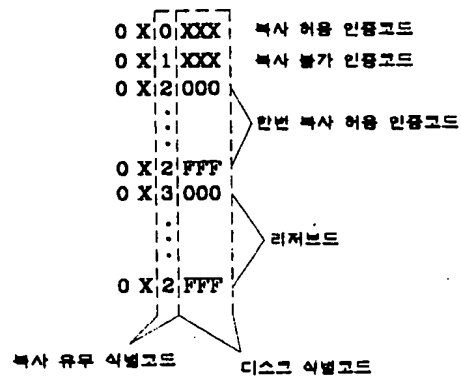 0 X 0 XXX 복사 허용 인증코드
0 X 1 XXX 복사 불가 인증코드
0 X 2 000
한번 복사 허용 인증코드
0 X 2 FFF
0 X 3 000
리저브드
0 X 2 FFF
복사 유무 식별코드 디스크 식별코드